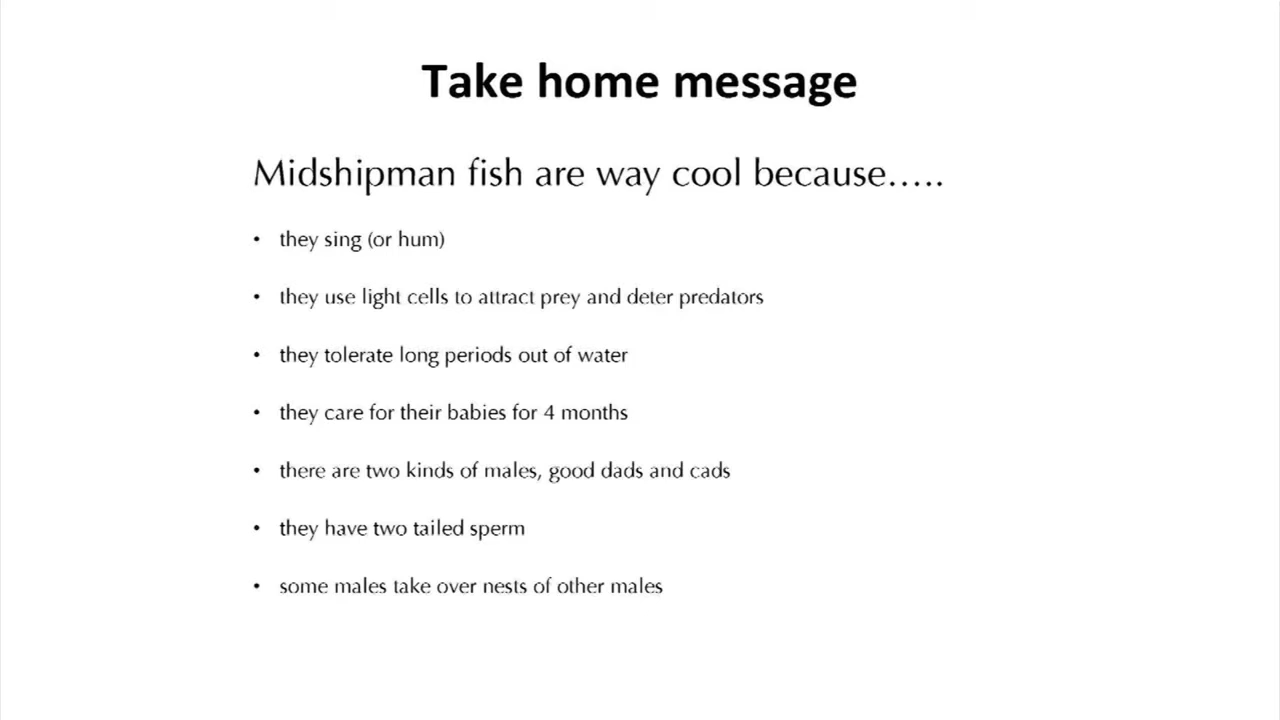 Take home message
Midshipman fish are way cool because…..
• they sing (or hum)
• they use light cells to attract prey and deter predators
• they tolerate long periods out of water
• they care for their babies for 4 months
• there are two kinds of males, good dads and cads
• they have two tailed sperm
• some males take over nests of other males